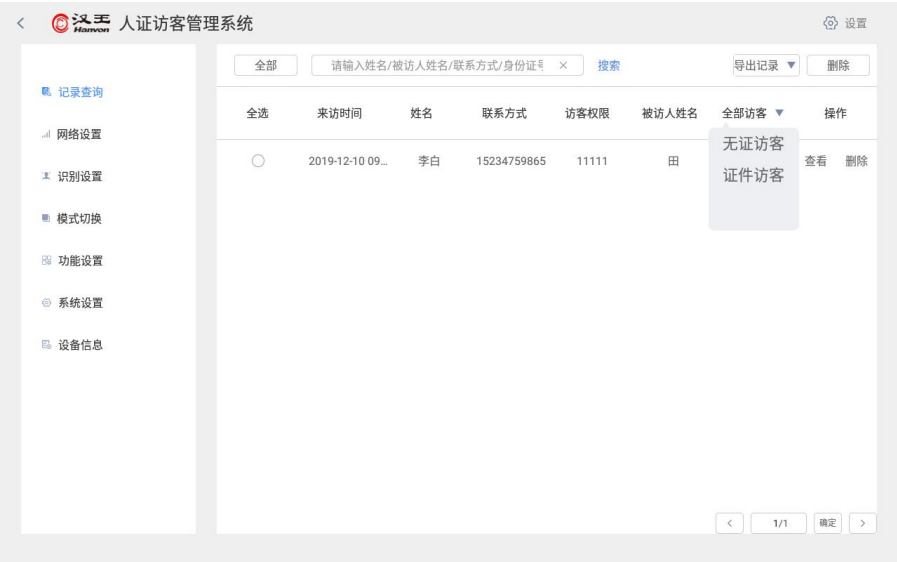 汉王 Hanvon 人证访客管理系统 设置
全部 请输入姓名/被访人姓名/联系方式/身份证号 × 搜索 导出记录 ▼ 删除
记录查询
网络设置
识别设置
模式切换
功能设置
系统设置
设备信息
全选 来访时间 姓名 联系方式 访客权限 被访人姓名 全部访客 ▼ 操作
无证访客
证件访客
2019-12-10 09... 李白 15234759865 11111 田 查看 删除
< 1/1 确定 >